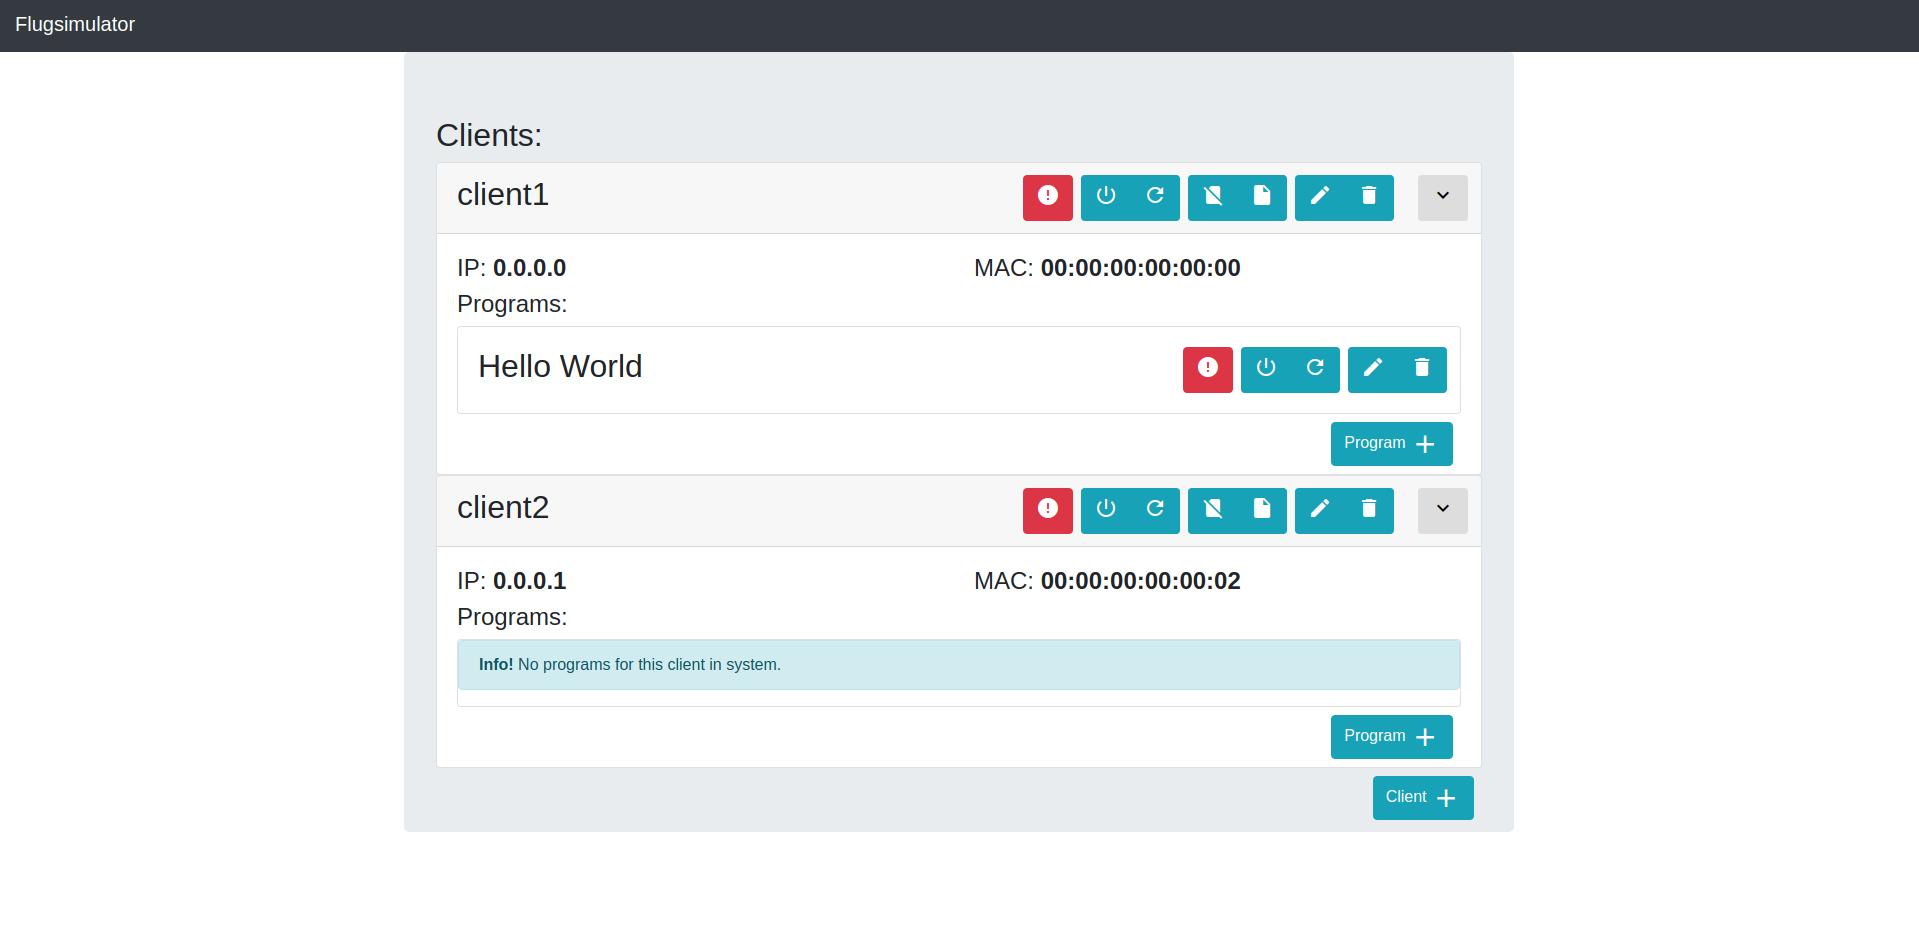 Flugsimulator
Clients:
client1
IP: 0.0.0.0 MAC: 00:00:00:00:00:00
Programs:
Hello World
Program
client2
IP: 0.0.0.1 MAC: 00:00:00:00:00:02
Programs:
Info! No programs for this client in system.
Program
Client